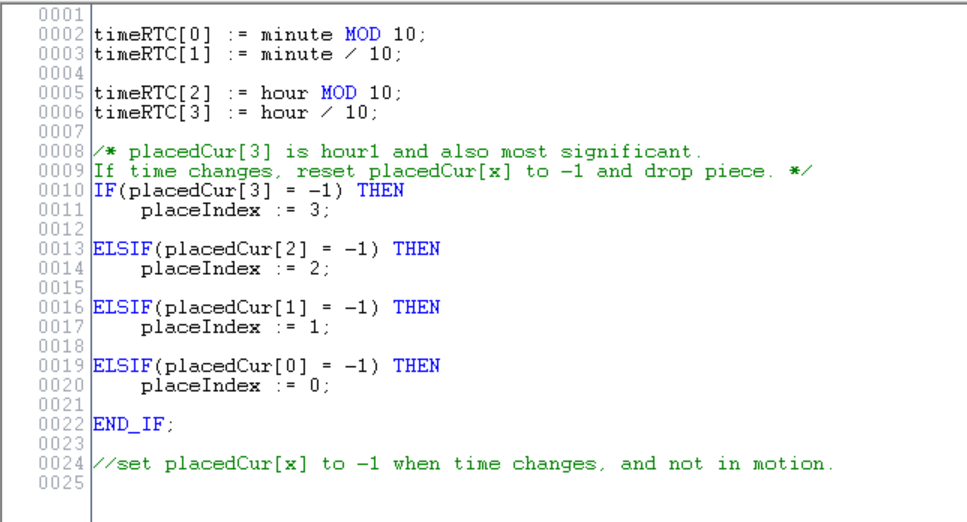 0001
0002 timeRTC[0] := minute MOD 10;
0003 timeRTC[1] := minute / 10;
0004
0005 timeRTC[2] := hour MOD 10;
0006 timeRTC[3] := hour / 10;
0007
0008 /* placedCur[3] is hour1 and also most significant.
0009 If time changes, reset placedCur[x] to -1 and drop piece. */
0010 IF(placedCur[3] = -1) THEN
0011     placeIndex := 3;
0012
0013 ELSIF(placedCur[2] = -1) THEN
0014     placeIndex := 2;
0015
0016 ELSIF(placedCur[1] = -1) THEN
0017     placeIndex := 1;
0018
0019 ELSIF(placedCur[0] = -1) THEN
0020     placeIndex := 0;
0021
0022 END_IF;
0023
0024 //set placedCur[x] to -1 when time changes, and not in motion.
0025